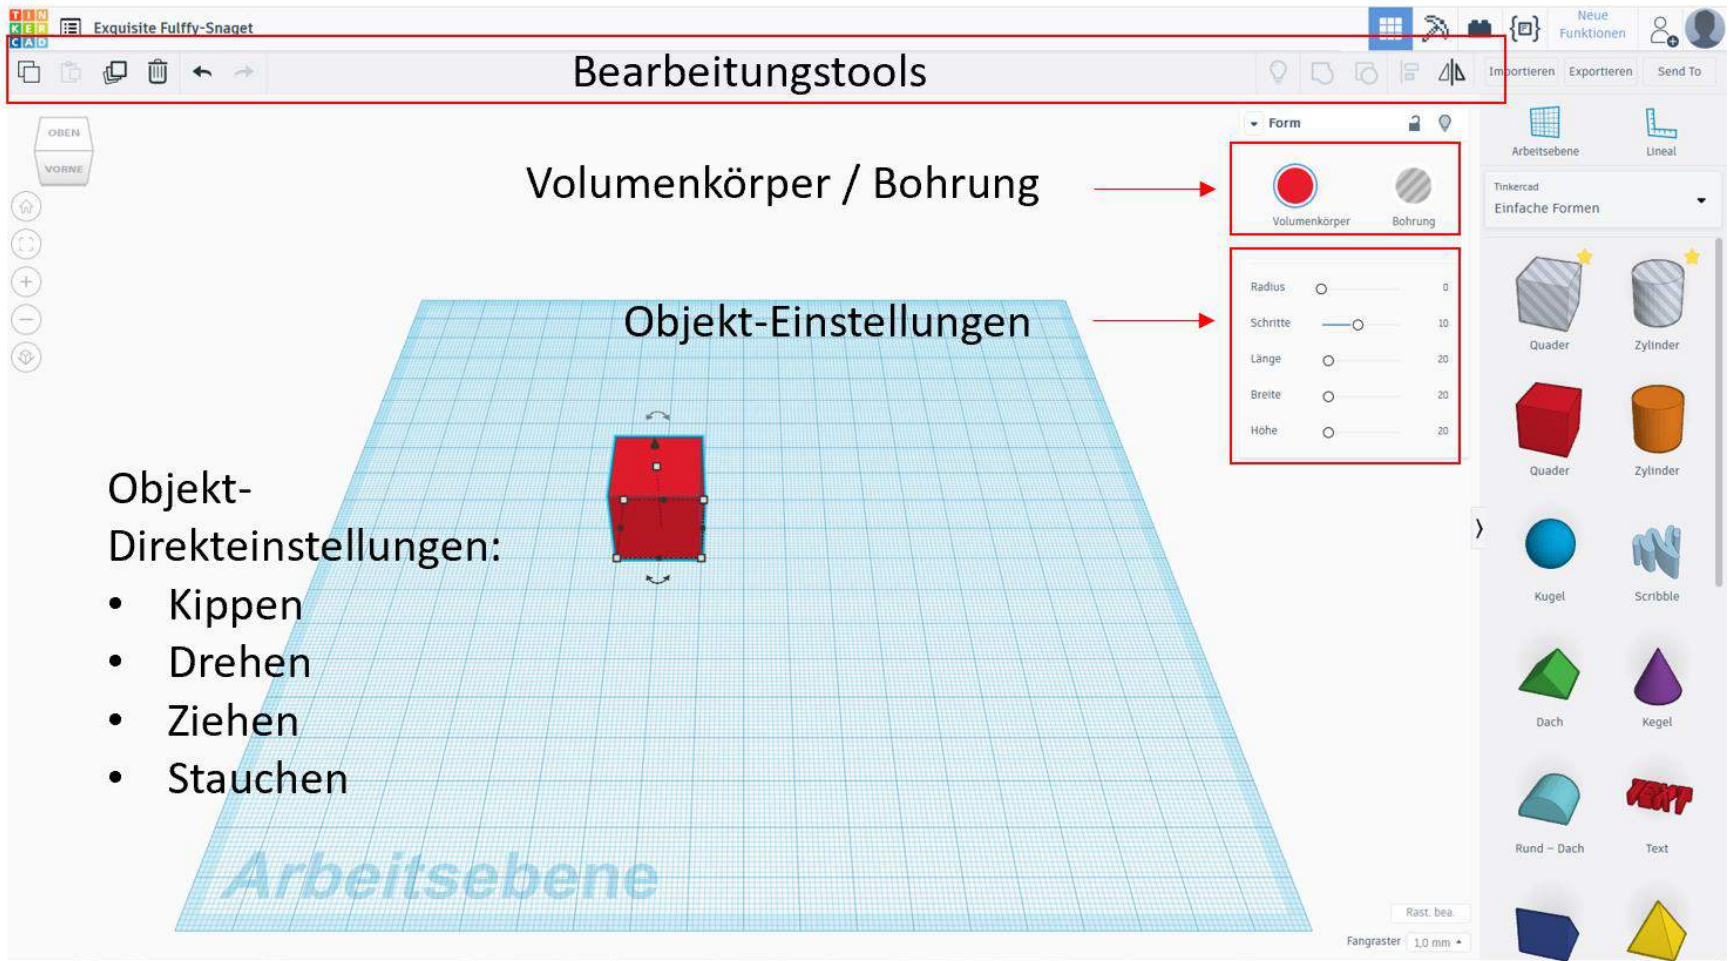 TIN
KER
CAD
Exquisite Fulffy-Snaget
Neue
Funktionen
Bearbeitungstools
Importieren
Exportieren
Send To
OBEN
VORNE
Form
Arbeitsebene
Lineal
Volumenkörper / Bohrung
Volumenkörper
Bohrung
Tinkercad
Einfache Formen
Objekt-Einstellungen
Radius 0
Schritte 10
Länge 20
Breite 20
Höhe 20
Quader
Zylinder
Quader
Zylinder
Kugel
Scribble
Dach
Kegel
Rund – Dach
Text
TEXT
Objekt-
Direkteinstellungen:
• Kippen
• Drehen
• Ziehen
• Stauchen
Arbeitsebene
Rast. bea.
Fangraster 1,0 mm